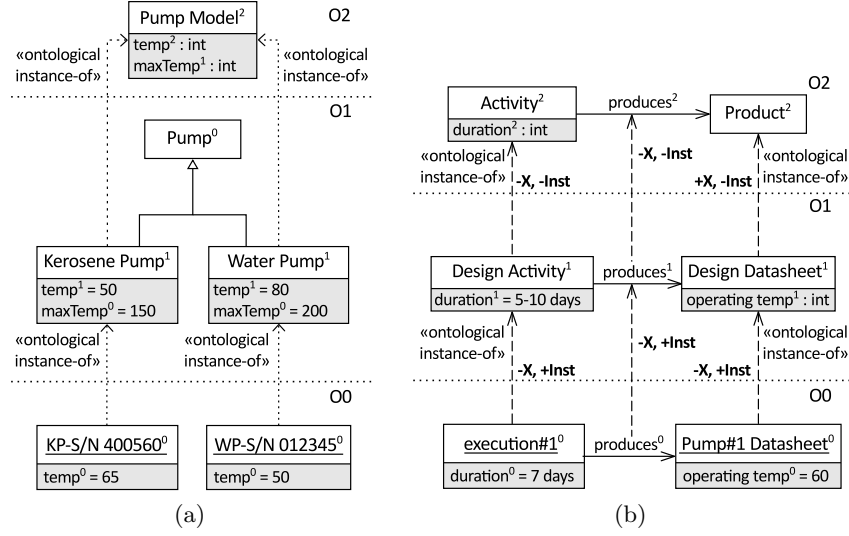 Pump Model²
temp² : int
maxTemp¹ : int
O2
«ontological
instance-of»
«ontological
instance-of»
O1
Pump⁰
Kerosene Pump¹
temp¹ = 50
maxTemp⁰ = 150
Water Pump¹
temp¹ = 80
maxTemp⁰ = 200
«ontological
instance-of»
«ontological
instance-of»
O0
KP-S/N 400560⁰
temp⁰ = 65
WP-S/N 012345⁰
temp⁰ = 50
(a)
O2
Activity²
duration² : int
produces²
Product²
«ontological
instance-of»
-X, -Inst
-X, -Inst
+X, -Inst
«ontological
instance-of»
O1
Design Activity¹
duration¹ = 5-10 days
produces¹
Design Datasheet¹
operating temp¹ : int
«ontological
instance-of»
-X, +Inst
-X, +Inst
-X, +Inst
«ontological
instance-of»
O0
execution#1⁰
duration⁰ = 7 days
produces⁰
Pump#1 Datasheet⁰
operating temp⁰ = 60
(b)